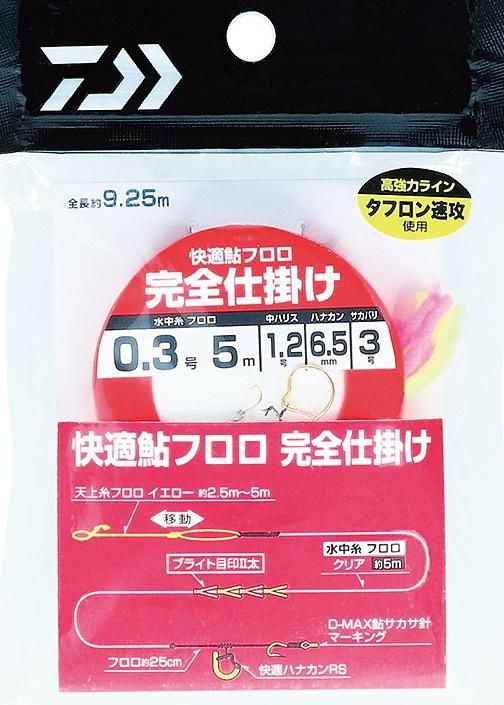 全長約9.25m
高強力ライン
タフロン速攻
使用
快適鮎フロロ
完全仕掛け
水中糸 フロロ 中ハリス ハナカン サカバリ
0.3号 5m 1.2号 6.5mm 3号
快適鮎フロロ 完全仕掛け
天上糸フロロ イエロー 約2.5m～5m
移動
水中糸 フロロ
クリア 約5m
ブライト目印II太
D-MAX鮎サカサ針
マーキング
フロロ約25cm
快適ハナカンRS